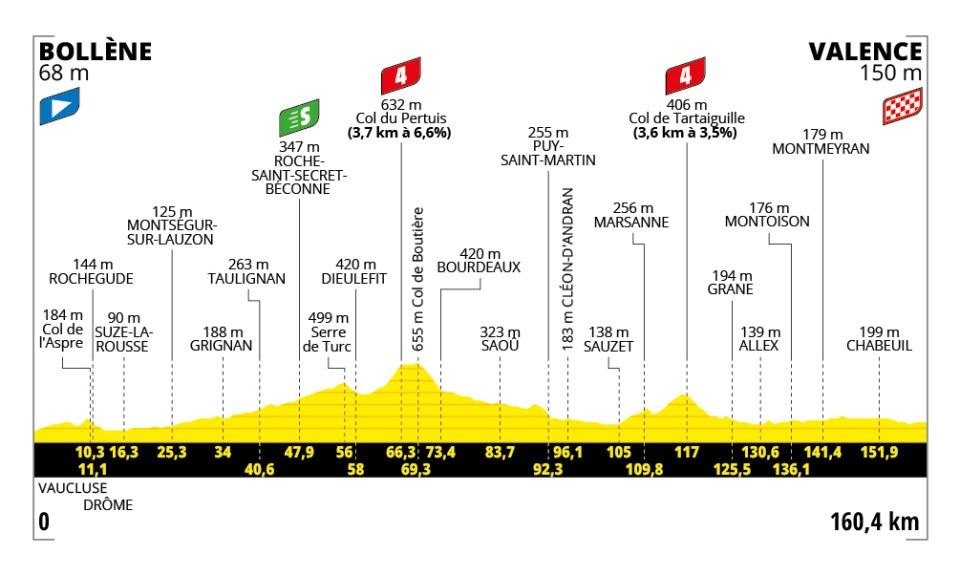 BOLLÈNE
68 m
VALENCE
150 m
S
347 m
ROCHE-
SAINT-SECRET-
BÉCONNE
4
632 m
Col du Pertuis
(3,7 km à 6,6%)
4
406 m
Col de Tartaiguille
(3,6 km à 3,5%)
255 m
PUY-
SAINT-MARTIN
179 m
MONTMEYRAN
125 m
MONTSÉGUR-
SUR-LAUZON
256 m
MARSANNE
176 m
MONTOISON
144 m
ROCHEGUDE
263 m
TAULIGNAN
420 m
DIEULEFIT
655 m Col de Boutière
420 m
BOURDEAUX
183 m CLÉON-D'ANDRAN
194 m
GRANE
184 m
Col de
l'Aspre
90 m
SUZE-LA-
ROUSSE
188 m
GRIGNAN
499 m
Serre
de Turc
323 m
SAOÛ
138 m
SAUZET
139 m
ALLEX
199 m
CHABEUIL
10,3 16,3 25,3 34 47,9 56 66,3 73,4 83,7 96,1 105 117 130,6 141,4 151,9
11,1 40,6 58 69,3 92,3 109,8 125,5 136,1
VAUCLUSE
DRÔME
0
160,4 km